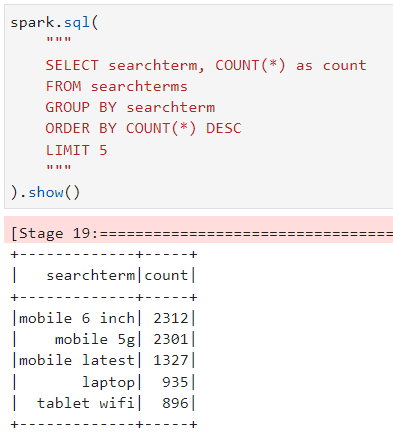 spark.sql(
    """
    SELECT searchterm, COUNT(*) as count
    FROM searchterms
    GROUP BY searchterm
    ORDER BY COUNT(*) DESC
    LIMIT 5
    """
).show()
[Stage 19:=================================
+-------------+-----+
|   searchterm|count|
+-------------+-----+
|mobile 6 inch| 2312|
|    mobile 5g| 2301|
|mobile latest| 1327|
|       laptop|  935|
|  tablet wifi|  896|
+-------------+-----+